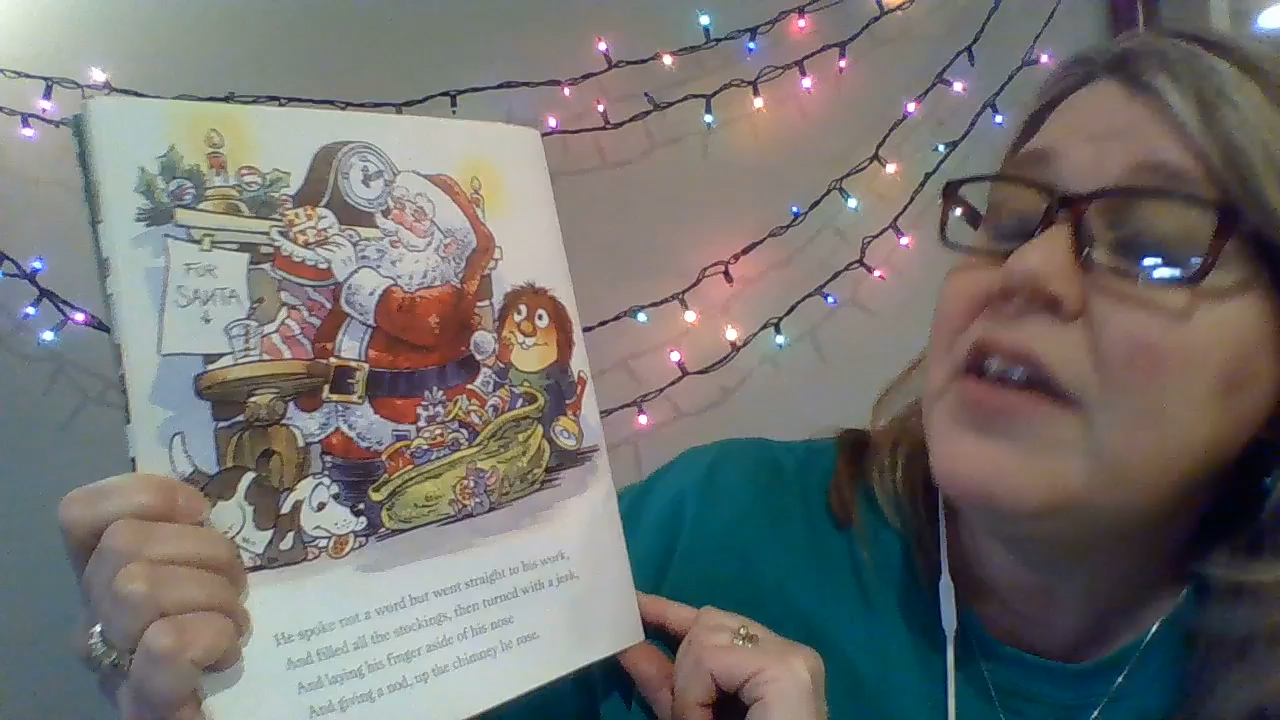 FOR
SANTA
He spoke not a word but went straight to his work,
And filled all the stockings, then turned with a jerk,
And laying his finger aside of his nose
And giving a nod, up the chimney he rose.